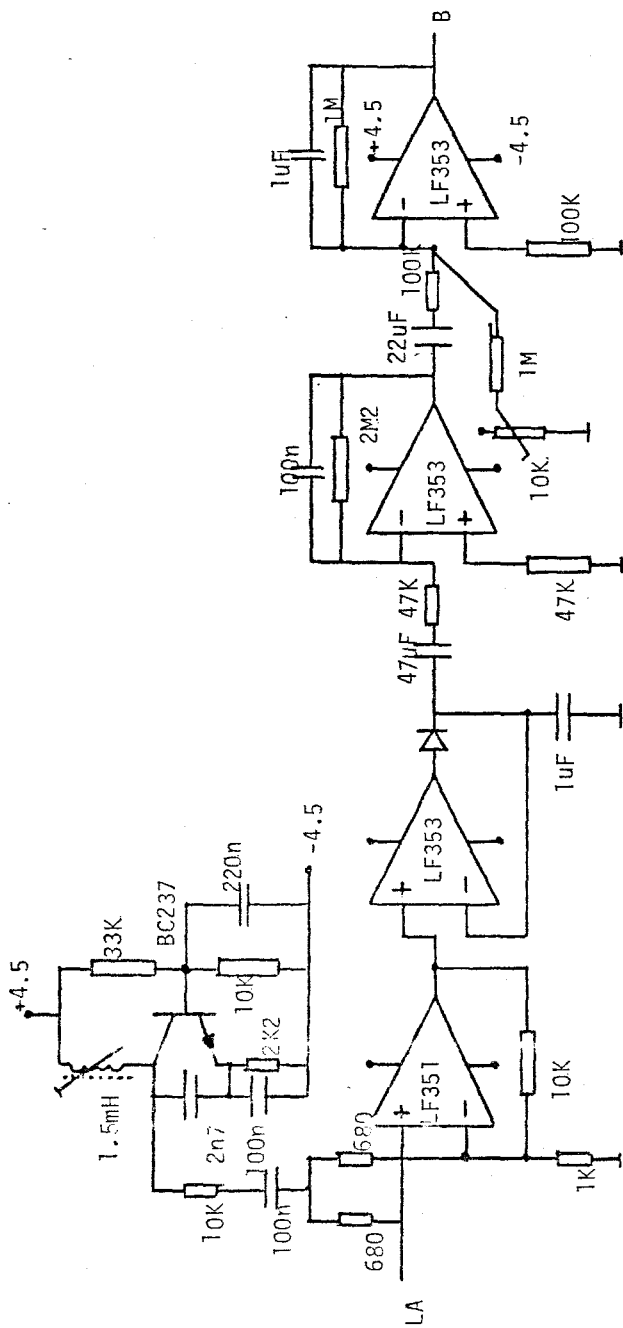 +4.5
33K
BC237
220n
-4.5
10K
2K2
1.5mH
2n7
100n
10K
100n
680
680
LA
+
LF351
-
10K
1K
+
LF353
-
1uF
47µF
47K
100n
2M2
-
LF353
+
47K
22uF
100K
1M
10K
1uF
1M
+4.5
-
LF353
+
-4.5
100K
B